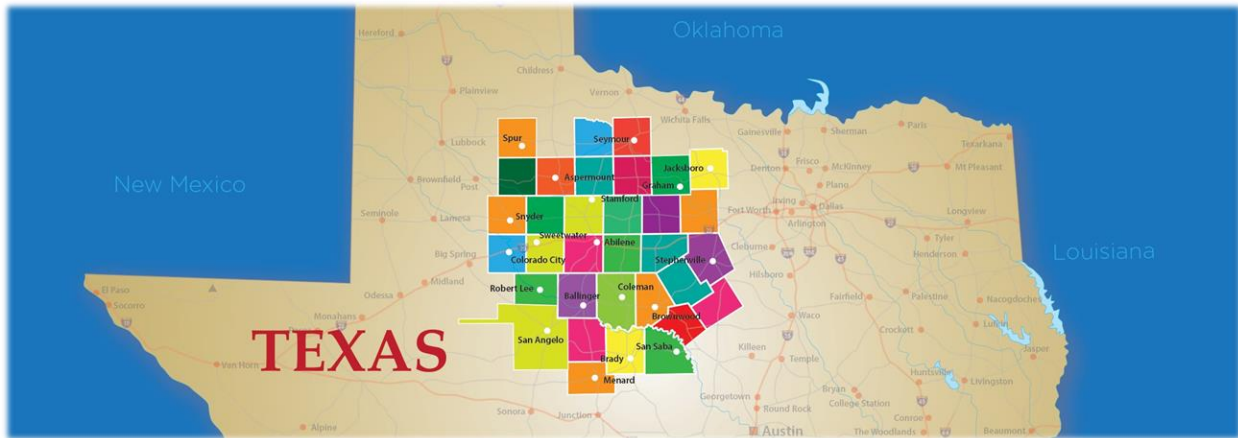 Oklahoma
Hereford
Childress
Plainview
Vernon
Wichita Falls
Spur
Seymour
Lubbock
Gainesville
Sherman
Paris
Texarkana
Jacksboro
Denton
Frisco
McKinney
Mt Pleasant
New Mexico
Brownfield
Post
Aspermount
Graham
Plano
Stamford
Irving
Dallas
Seminole
Lamesa
Snyder
Fort Worth
Arlington
Longview
Sweetwater
Abilene
Tyler
Louisiana
Big Spring
Colorado City
Stephenville
Cleburne
Henderson
Midland
Hillsboro
El Paso
Robert Lee
Ballinger
Coleman
Odessa
Fairfield
Palestine
Nacogdoches
Socorro
Monahans
Brownwood
Waco
Crockett
Lufkin
TEXAS
San Angelo
San Saba
Killeen
Jasper
Van Horn
Brady
Temple
Menard
Huntsville
Livingston
Bryan
College Station
Georgetown
Round Rock
Sonora
Junction
Conroe
Alpine
Austin
The Woodlands
Beaumont